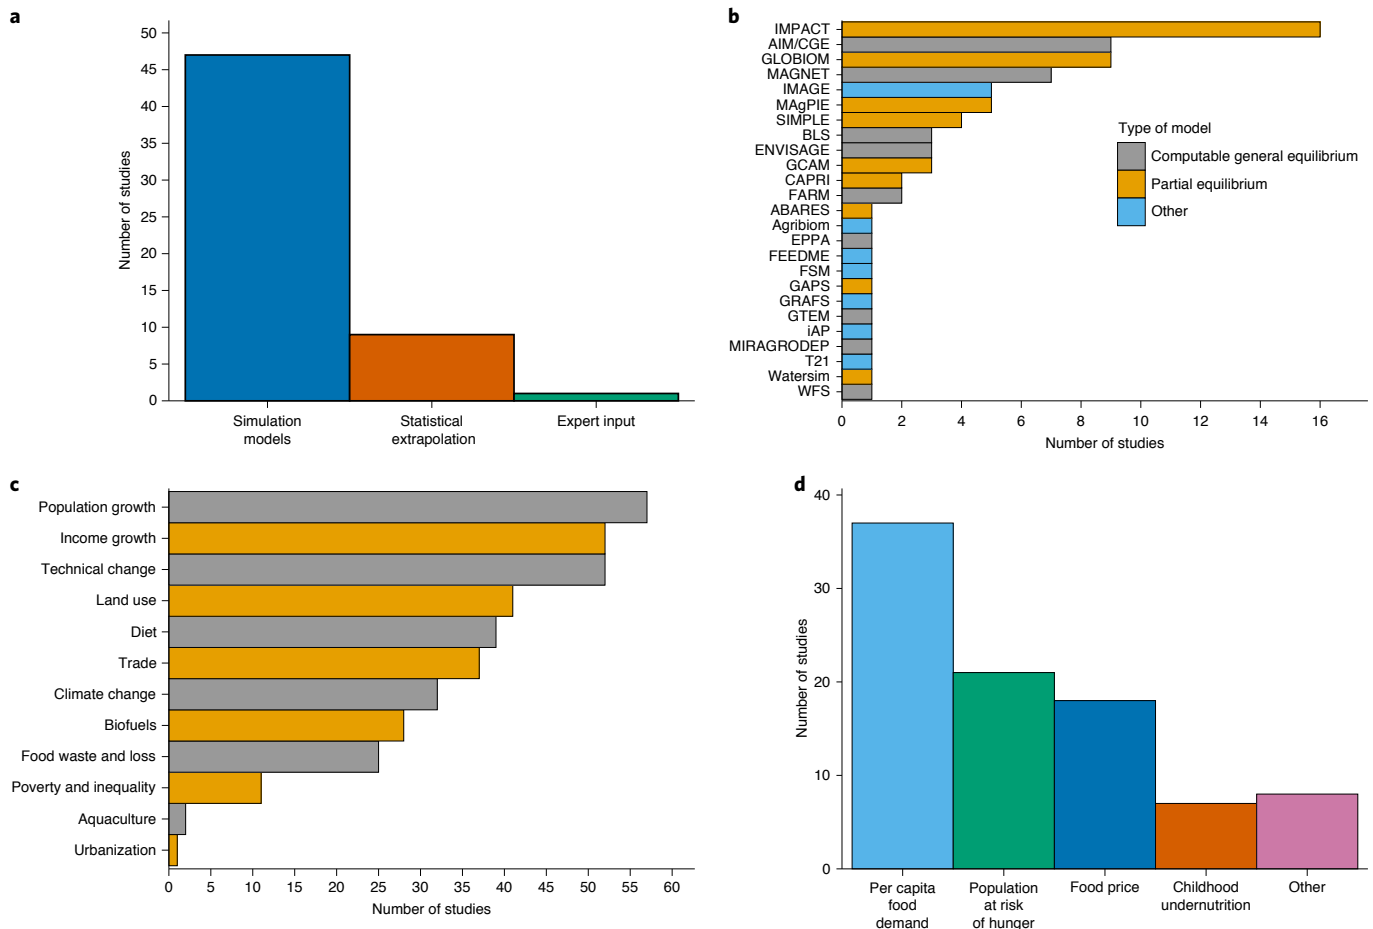 a
50
45
40
35
30
25
20
15
10
5
0
Number of studies
Simulation
models
Statistical
extrapolation
Expert input
b
IMPACT
AIM/CGE
GLOBIOM
MAGNET
IMAGE
MAgPIE
SIMPLE
BLS
ENVISAGE
GCAM
CAPRI
FARM
ABARES
Agribiom
EPPA
FEEDME
FSM
GAPS
GRAFS
GTEM
iAP
MIRAGRODEP
T21
Watersim
WFS
Type of model
Computable general equilibrium
Partial equilibrium
Other
0 2 4 6 8 10 12 14 16
Number of studies
c
Population growth
Income growth
Technical change
Land use
Diet
Trade
Climate change
Biofuels
Food waste and loss
Poverty and inequality
Aquaculture
Urbanization
0 5 10 15 20 25 30 35 40 45 50 55 60
Number of studies
d
40
30
20
10
0
Number of studies
Per capita
food
demand
Population
at risk
of hunger
Food price
Childhood
undernutrition
Other